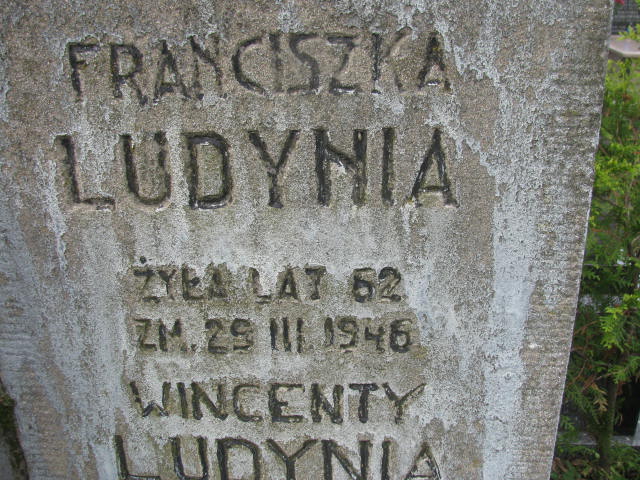 FRANCISZKA
LUDYNIA
ŻYŁA LAT 62
ZM. 29 III 1946
WINCENTY
LUDYNIA